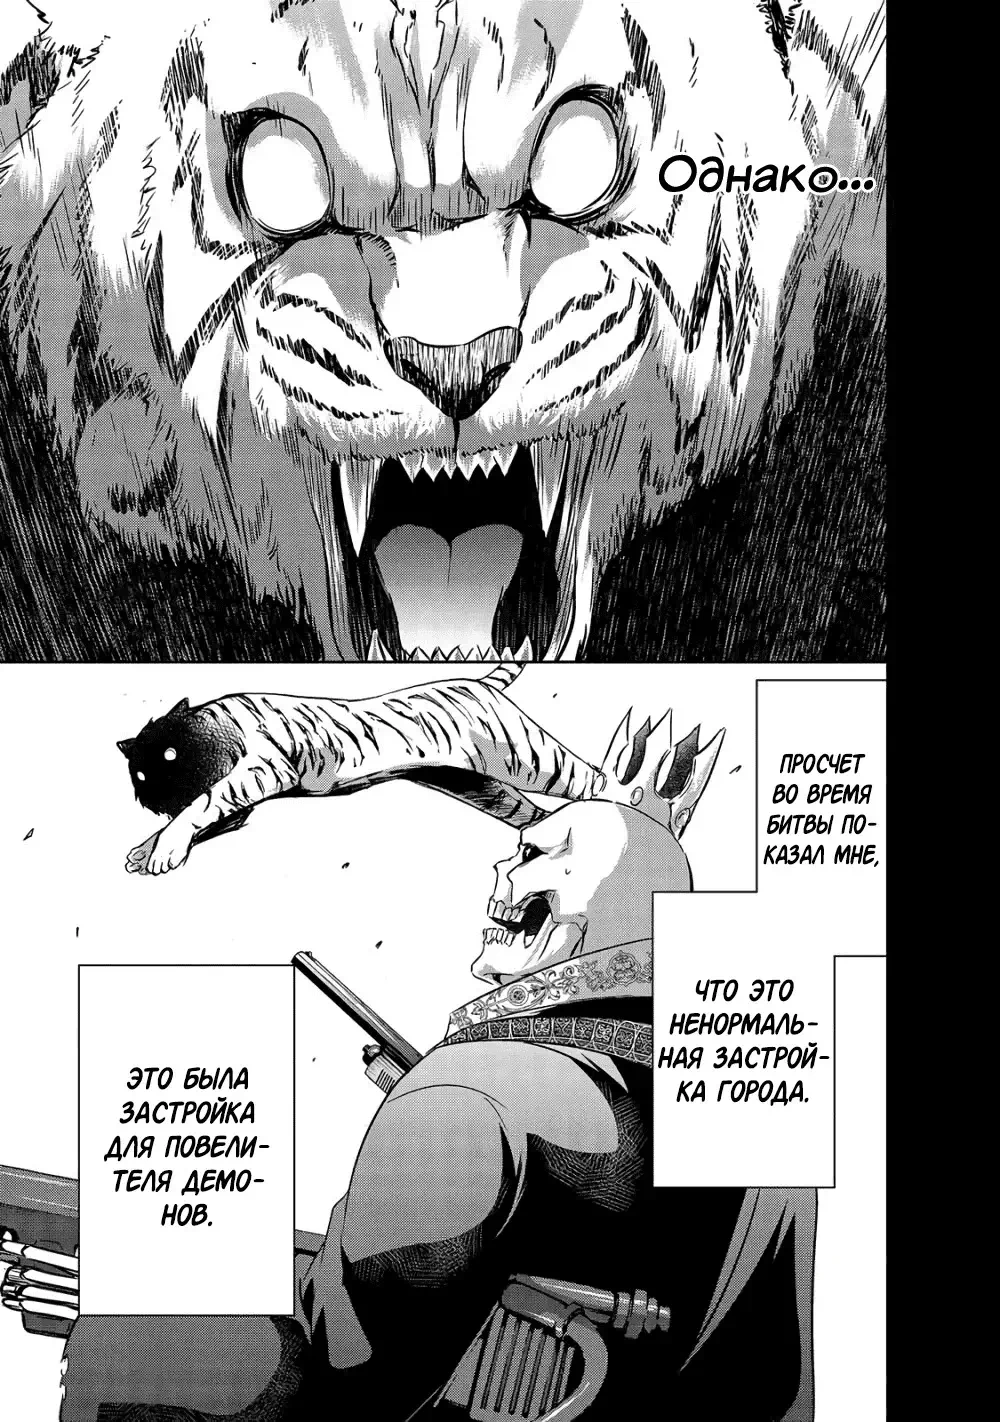 Однако...
ПРОСЧЕТ
ВО ВРЕМЯ
БИТВЫ ПО-
КАЗАЛ МНЕ,
ЧТО ЭТО
НЕНОРМАЛЬ-
НАЯ ЗАСТРОЙ-
КА ГОРОДА.
ЭТО БЫЛА
ЗАСТРОЙКА
ДЛЯ ПОВЕЛИ-
ТЕЛЯ ДЕМО-
НОВ.